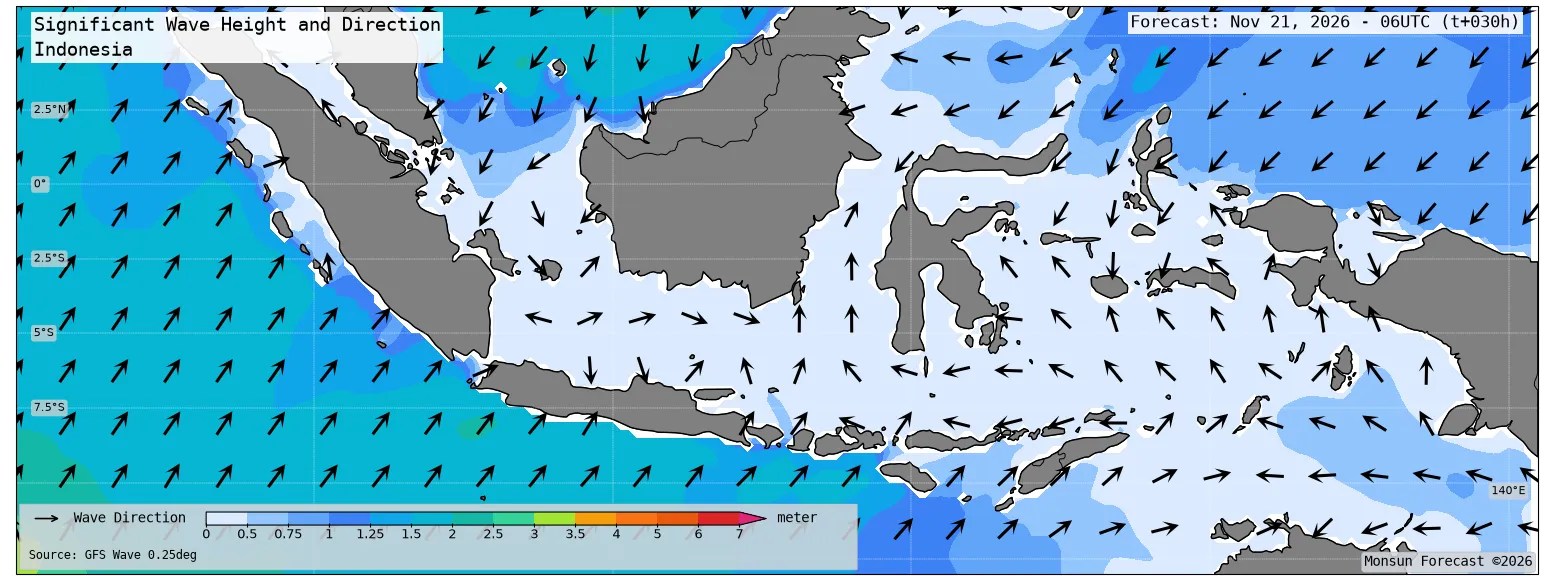 Significant Wave Height and Direction
Indonesia
Forecast: Nov 21, 2026 - 06UTC (t+030h)
2.5°N
0°
2.5°S
5°S
7.5°S
140°E
Wave Direction
0 0.5 0.75 1 1.25 1.5 2 2.5 3 3.5 4 5 6 7
meter
Source: GFS Wave 0.25deg
Monsun Forecast ©2026